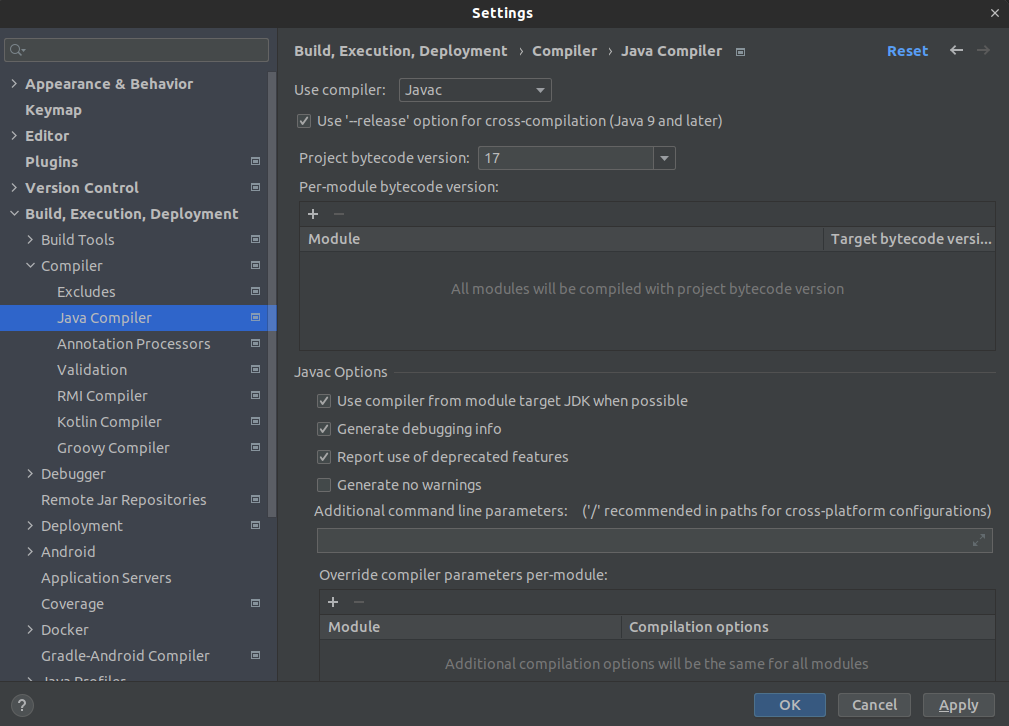 Settings
Build, Execution, Deployment › Compiler › Java Compiler
Reset
Appearance & Behavior
Keymap
Editor
Plugins
Version Control
Build, Execution, Deployment
Build Tools
Compiler
Excludes
Java Compiler
Annotation Processors
Validation
RMI Compiler
Kotlin Compiler
Groovy Compiler
Debugger
Remote Jar Repositories
Deployment
Android
Application Servers
Coverage
Docker
Gradle-Android Compiler
Java Profiler
Use compiler: Javac
Use '--release' option for cross-compilation (Java 9 and later)
Project bytecode version: 17
Per-module bytecode version:
Module Target bytecode versi...
All modules will be compiled with project bytecode version
Javac Options
Use compiler from module target JDK when possible
Generate debugging info
Report use of deprecated features
Generate no warnings
Additional command line parameters: ('/' recommended in paths for cross-platform configurations)
Override compiler parameters per-module:
Module Compilation options
Additional compilation options will be the same for all modules
?
OK Cancel Apply